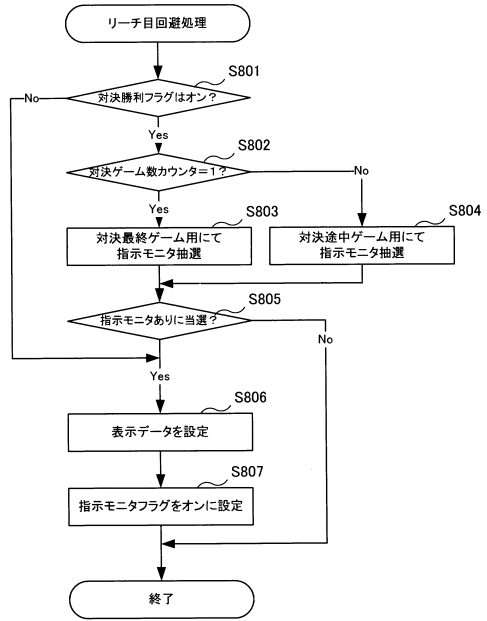 リーチ目回避処理
S801
対決勝利フラグはオン?
No
Yes
S802
対決ゲーム数カウンタ=1?
No
Yes
S803
対決最終ゲーム用にて
指示モニタ抽選
S804
対決途中ゲーム用にて
指示モニタ抽選
S805
指示モニタありに当選?
No
Yes
S806
表示データを設定
S807
指示モニタフラグをオンに設定
終了